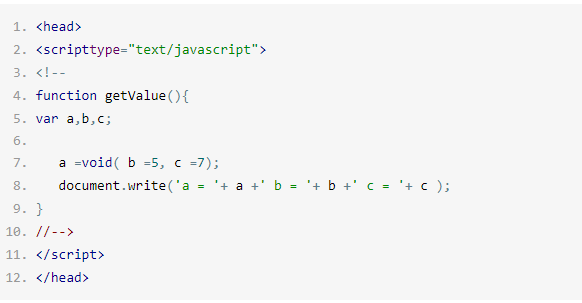 1. <head>
2. <scripttype="text/javascript">
3. <!--
4. function getValue(){
5. var a,b,c;
6.
7. a =void( b =5, c =7);
8. document.write('a = '+ a +' b = '+ b +' c = '+ c );
9. }
10. //-->
11. </script>
12. </head>